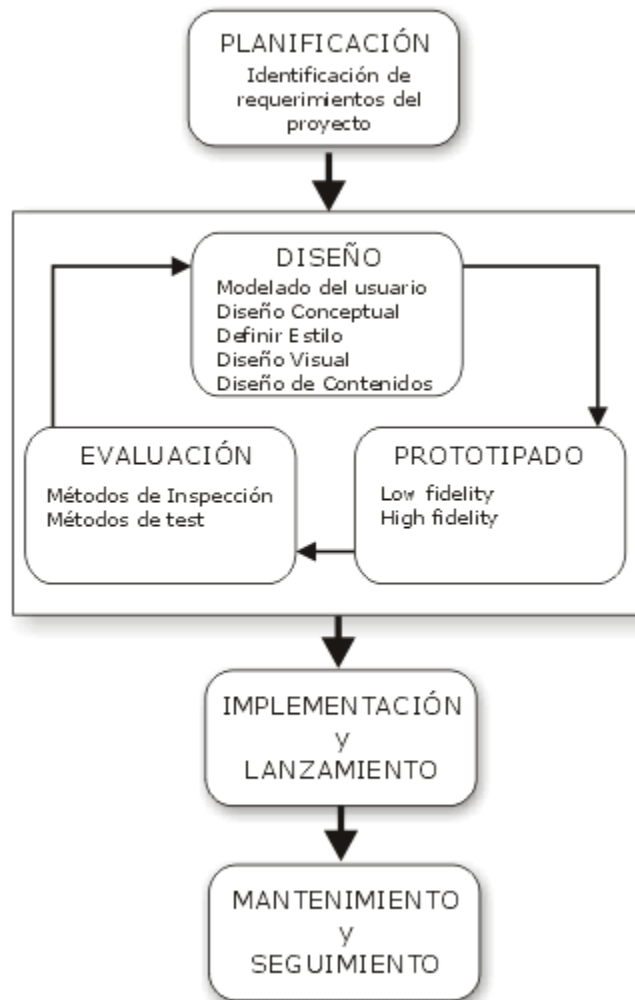 PLANIFICACIÓN
Identificación de
requerimientos del
proyecto
DISEÑO
Modelado del usuario
Diseño Conceptual
Definir Estilo
Diseño Visual
Diseño de Contenidos
EVALUACIÓN
Métodos de Inspección
Métodos de test
PROTOTIPADO
Low fidelity
High fidelity
IMPLEMENTACIÓN
y
LANZAMIENTO
MANTENIMIENTO
y
SEGUIMIENTO